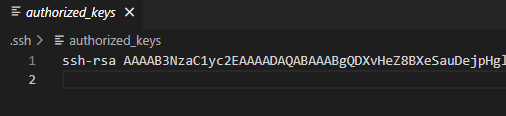 authorized_keys
.ssh > authorized_keys
1 ssh-rsa AAAAB3NzaC1yc2EAAAADAQABAAABgQDXvHeZ8BXeSauDejpHgl
2